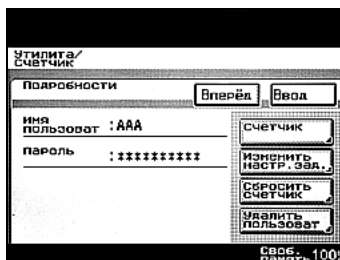 Утилита/
Счетчик
Подробности
Вперёд Ввод
имя
пользоват :AAA
Счетчик
пароль :**********
Изменить
настр.зад.
Сбросить
счетчик
Удалить
пользоват
Своб.
память 100%